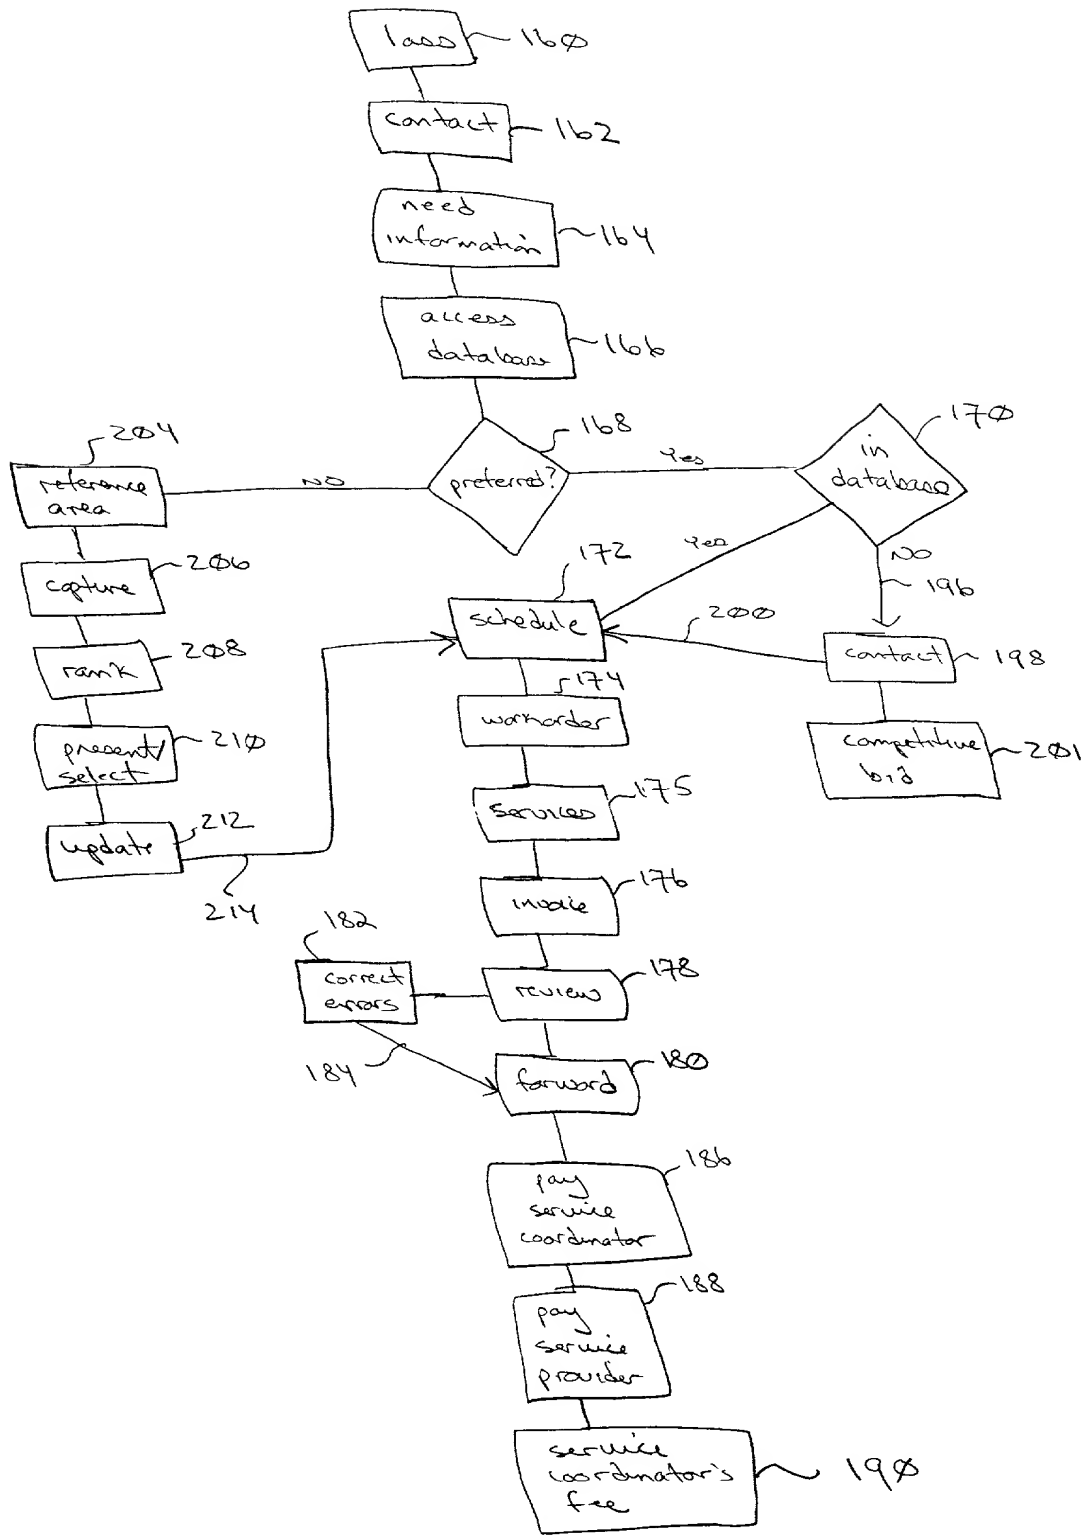 loss
160
contact
162
need
information
164
access
database
166
168
preferred?
Yes
170
in
database
NO
204
reference
area
Yes
NO
196
172
schedule
200
contact
198
206
capture
208
rank
174
workorder
competitive
bid
201
210
present/
select
175
services
212
update
214
176
invoice
182
correct
errors
178
review
184
180
forward
186
pay
service
coordinator
188
pay
service
provider
service
coordinator's
fee
190